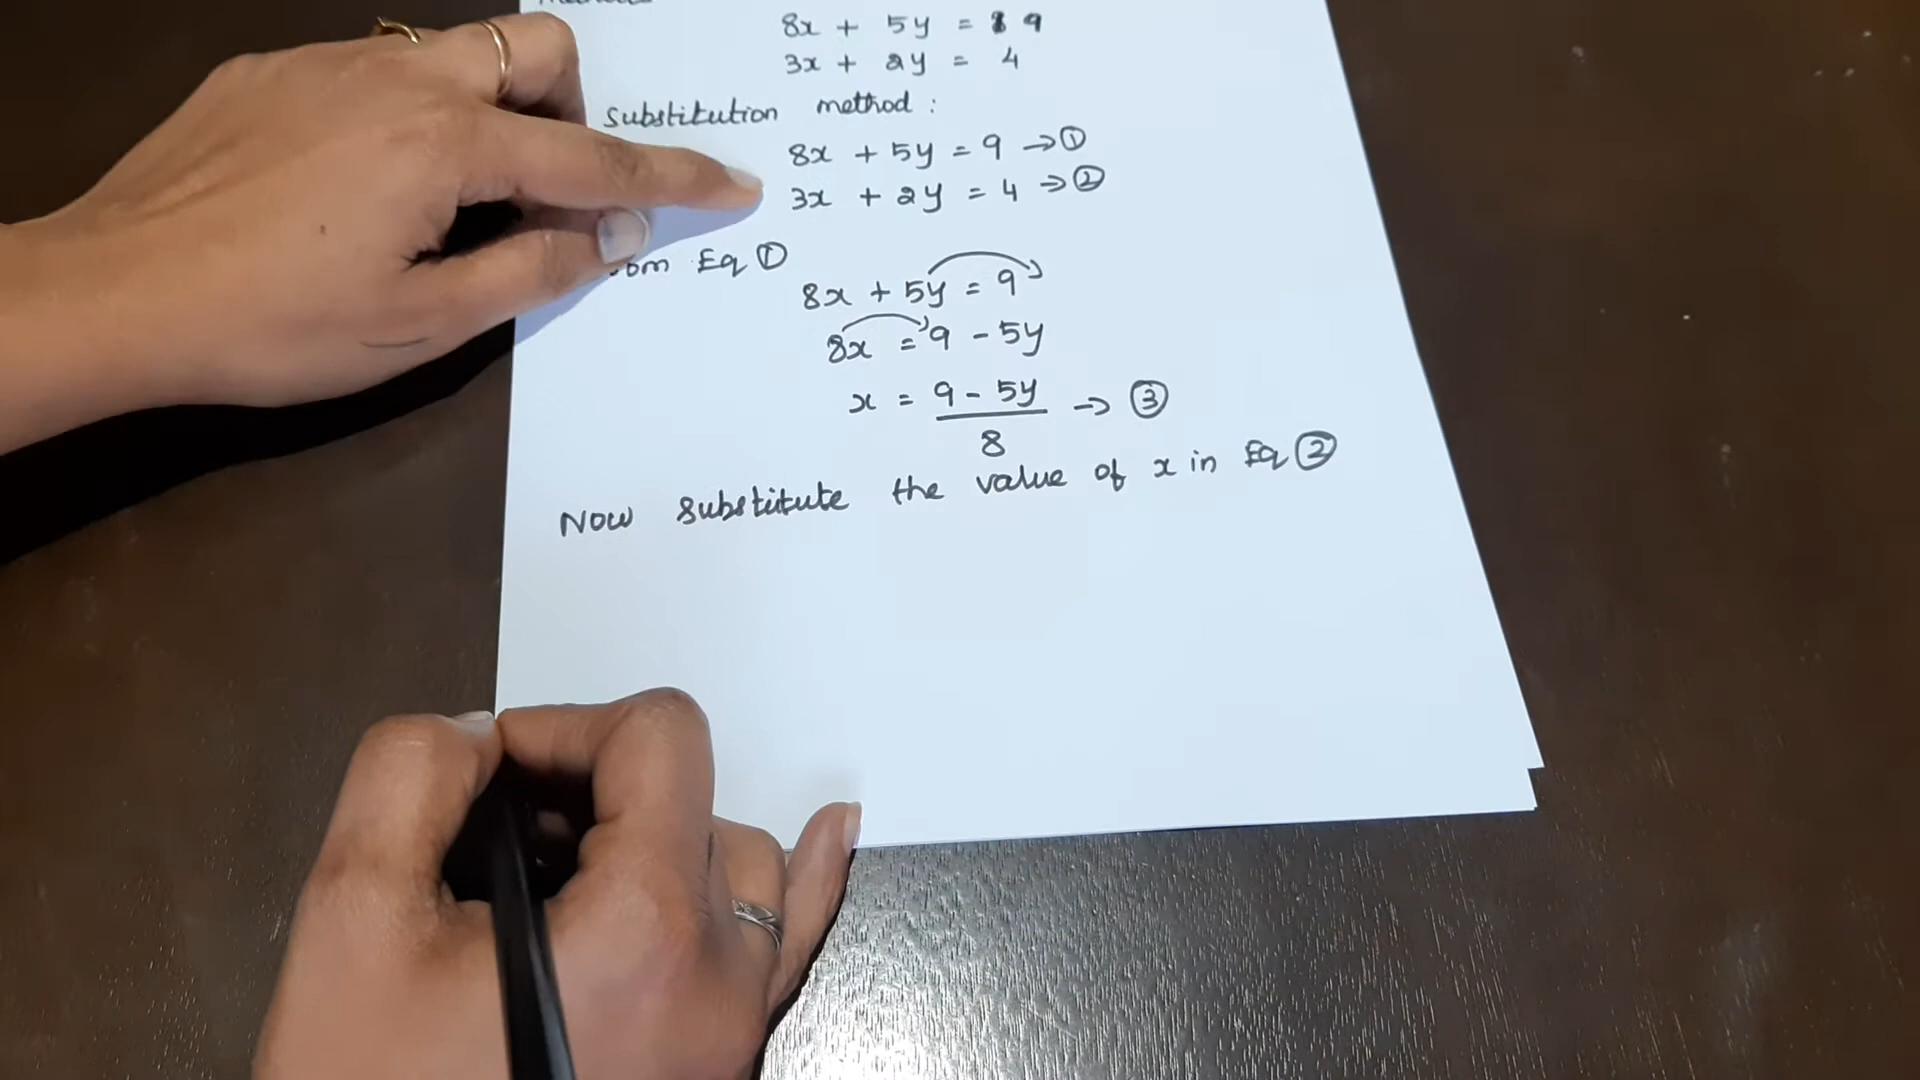 8x + 5y = 9
3x + 2y = 4
Substitution method :
8x + 5y = 9 → ①
3x + 2y = 4 → ②
Eq ①
8x + 5y = 9
8x = 9 - 5y
x = 9 - 5y → ③
8
Now substitute the value of x in Eq ②